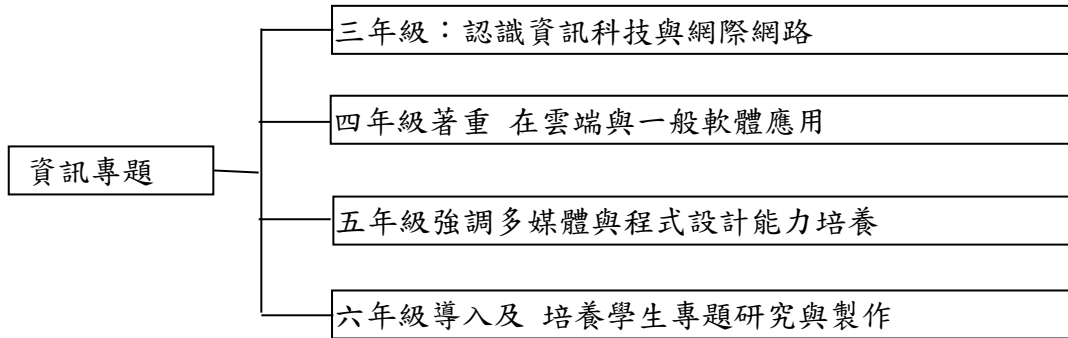 三年級：認識資訊科技與網際網路
四年級著重 在雲端與一般軟體應用
資訊專題
五年級強調多媒體與程式設計能力培養
六年級導入及 培養學生專題研究與製作